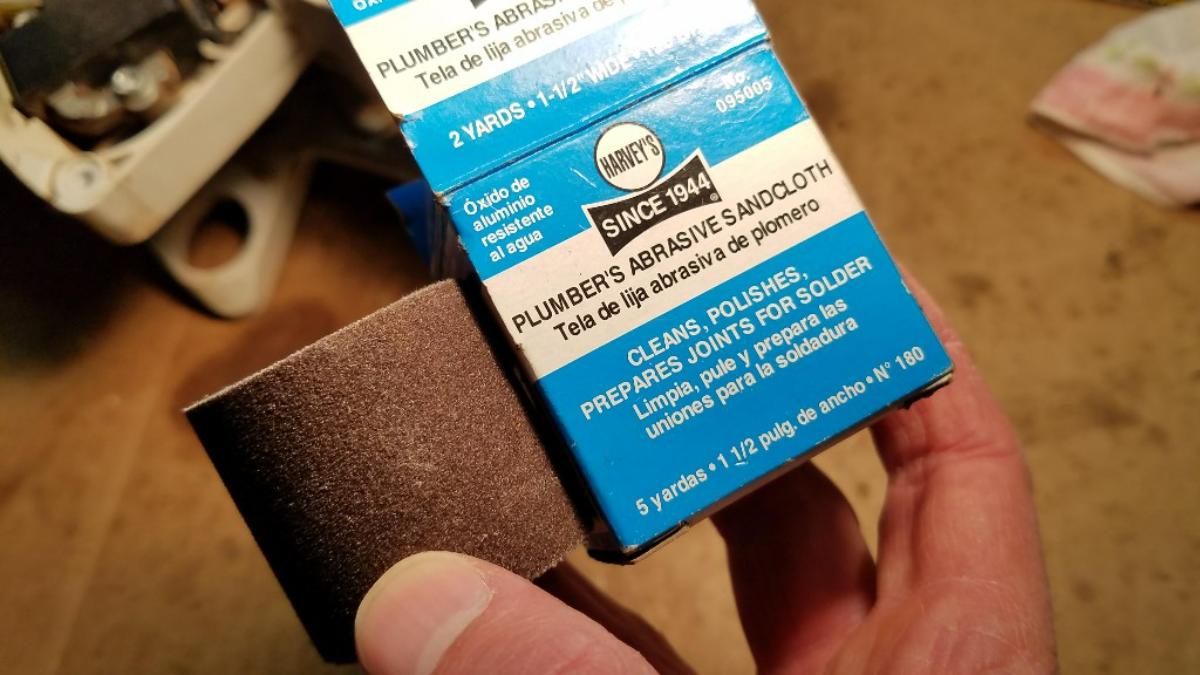 PLUMBER'S ABRAS
Tela de lija abrasiva de
2 YARDS • 1-1/2" WIDE
No.
095005
HARVEY'S
SINCE 1944
Óxido de
aluminio
resistente
al agua
PLUMBER'S ABRASIVE SANDCLOTH
Tela de lija abrasiva de plomero
CLEANS, POLISHES,
PREPARES JOINTS FOR SOLDER
Limpia, pule y prepara las
uniones para la soldadura
5 yardas • 1 1/2 pulg. de ancho • N° 180